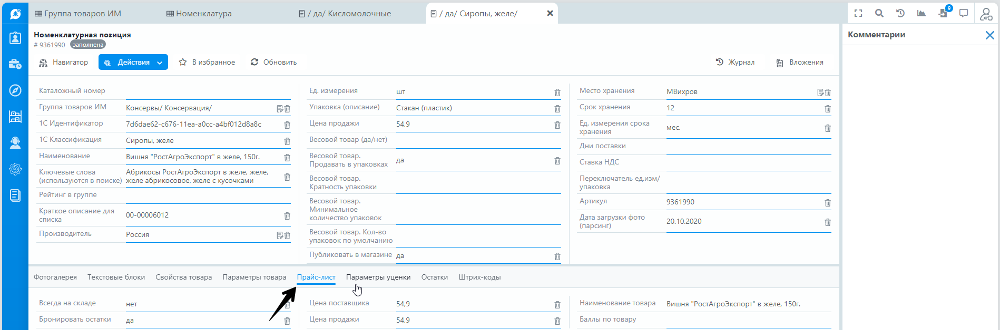 Группа товаров ИМ
Номенклатура
/ да/ Кисломолочные
/ да/ Сиропы, желе/
9
Номенклатурная позиция
# 9361990 заполнена
Комментарии
Навигатор
Действия
В избранное
Обновить
Журнал
Вложения
Каталожный номер
Группа товаров ИМ Консервы/ Консервация/
1С Идентификатор 7d6dae62-c676-11ea-a0cc-a4bf012d8a8c
1С Классификация Сиропы, желе
Наименование Вишня "РостАгроЭкспорт" в желе, 150г.
Ключевые слова
(используются в поиске)
Абрикосы РостАгроЭкспорт в желе, желе,
желе абрикосовое, желе с кусочками
Рейтинг в группе
Краткое описание для
списка
00-00006012
Производитель Россия
Ед. измерения шт
Упаковка (описание) Стакан (пластик)
Цена продажи 54,9
Весовой товар (да/нет)
Весовой товар.
Продавать в упаковках
да
Весовой товар.
Кратность упаковки
Весовой товар.
Минимальное
количество упаковок
Весовой товар. Кол-во
упаковок по умолчанию
Публиковать в магазине да
Место хранения МВихров
Срок хранения 12
Ед. измерения срока
хранения
мес.
Дни поставки
Ставка НДС
Переключатель ед.изм/
упаковка
Артикул 9361990
Дата загрузки фото
(парсинг)
20.10.2020
Фотогалерея Текстовые блоки Свойства товара Параметры товара Прайс-лист Параметры уценки Остатки Штрих-коды
Всегда на складе нет
Бронировать остатки да
Цена поставщика 54,9
Цена продажи 54,9
Наименование товара Вишня "РостАгроЭкспорт" в желе, 150г.
Баллы по товару